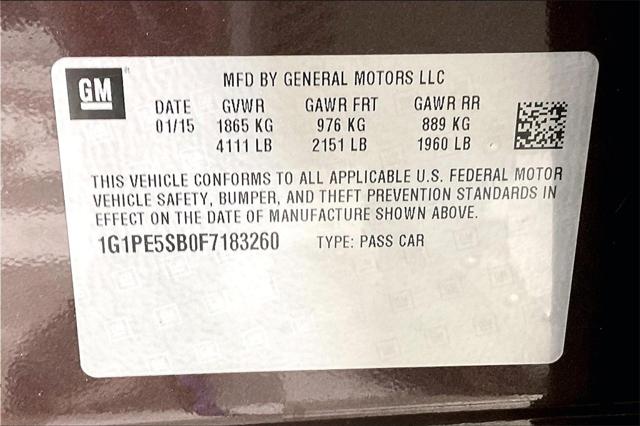 GM
MFD BY GENERAL MOTORS LLC
DATE GVWR GAWR FRT GAWR RR
01/15 1865 KG 976 KG 889 KG
4111 LB 2151 LB 1960 LB
THIS VEHICLE CONFORMS TO ALL APPLICABLE U.S. FEDERAL MOTOR
VEHICLE SAFETY, BUMPER, AND THEFT PREVENTION STANDARDS IN
EFFECT ON THE DATE OF MANUFACTURE SHOWN ABOVE.
1G1PE5SB0F7183260 TYPE: PASS CAR